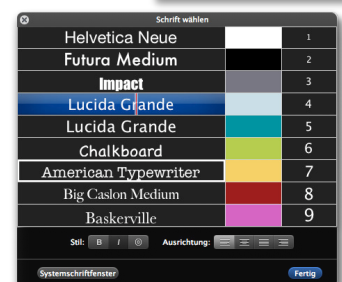 Schrift wählen
Helvetica Neue 1
Futura Medium 2
Impact 3
Lucida Grande 4
Lucida Grande 5
Chalkboard 6
American Typewriter 7
Big Caslon Medium 8
Baskerville 9
Stil: B I O Ausrichtung:
Systemschriftfenster Fertig